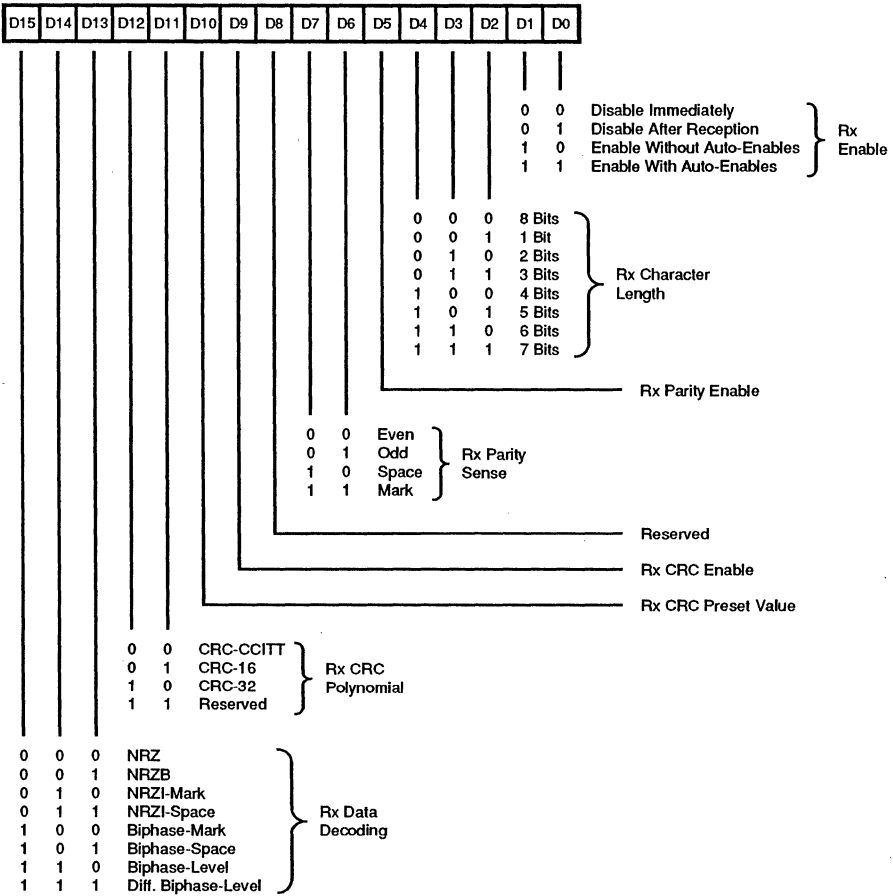 D15 D14 D13 D12 D11 D10 D9 D8 D7 D6 D5 D4 D3 D2 D1 D0
0 0 Disable Immediately
0 1 Disable After Reception
1 0 Enable Without Auto-Enables
1 1 Enable With Auto-Enables
Rx
Enable
0 0 0 8 Bits
0 0 1 1 Bit
0 1 0 2 Bits
0 1 1 3 Bits
1 0 0 4 Bits
1 0 1 5 Bits
1 1 0 6 Bits
1 1 1 7 Bits
Rx Character
Length
Rx Parity Enable
0 0 Even
0 1 Odd
1 0 Space
1 1 Mark
Rx Parity
Sense
Reserved
Rx CRC Enable
Rx CRC Preset Value
0 0 CRC-CCITT
0 1 CRC-16
1 0 CRC-32
1 1 Reserved
Rx CRC
Polynomial
0 0 0 NRZ
0 0 1 NRZB
0 1 0 NRZI-Mark
0 1 1 NRZI-Space
1 0 0 Biphase-Mark
1 0 1 Biphase-Space
1 1 0 Biphase-Level
1 1 1 Diff. Biphase-Level
Rx Data
Decoding